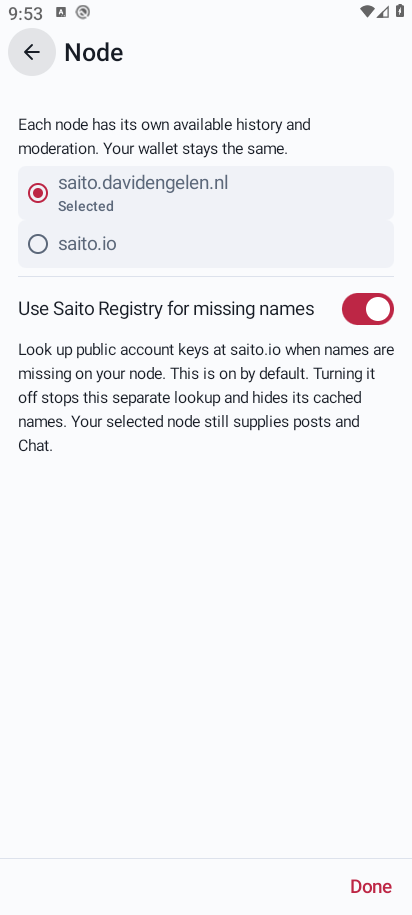 9:53
Node
Each node has its own available history and
moderation. Your wallet stays the same.
saito.davidengelen.nl
Selected
saito.io
Use Saito Registry for missing names
Look up public account keys at saito.io when names are
missing on your node. This is on by default. Turning it
off stops this separate lookup and hides its cached
names. Your selected node still supplies posts and
Chat.
Done